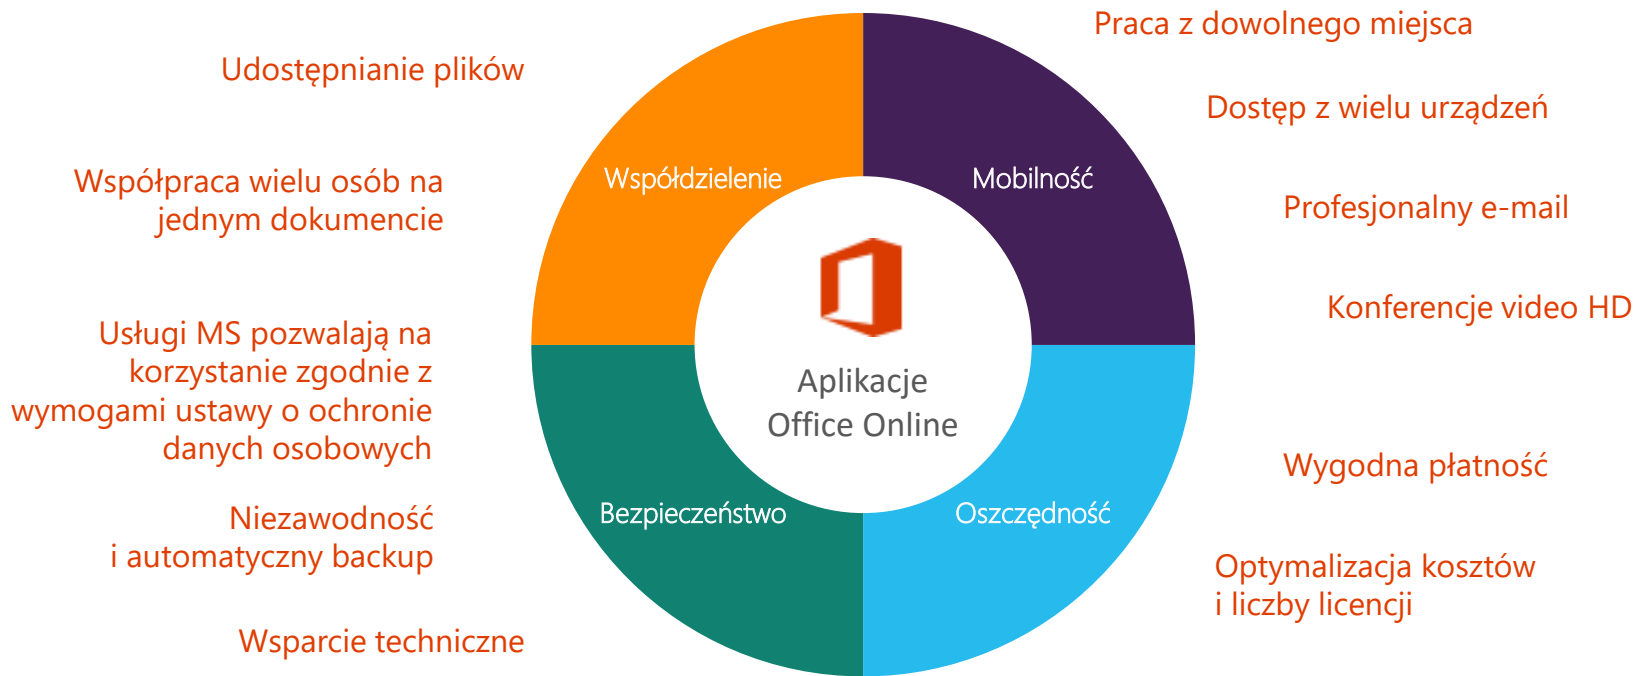 Praca z dowolnego miejsca
Udostępnianie plików
Dostęp z wielu urządzeń
Współpraca wielu osób na
jednym dokumencie
Współdzielenie
Mobilność
Profesjonalny e-mail
Konferencje video HD
Usługi MS pozwalają na
korzystanie zgodnie z
wymogami ustawy o ochronie
danych osobowych
Aplikacje
Office Online
Wygodna płatność
Niezawodność
i automatyczny backup
Bezpieczeństwo
Oszczędność
Optymalizacja kosztów
i liczby licencji
Wsparcie techniczne